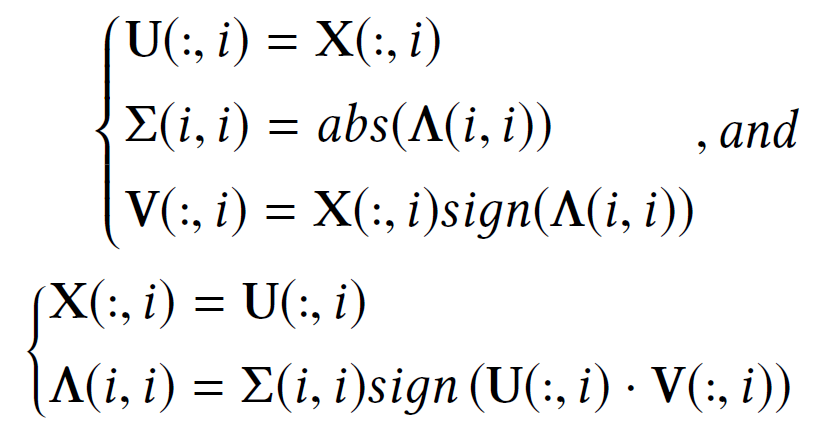 U(:, i) = X(:, i)
Σ(i, i) = abs(Λ(i, i))
, and
V(:, i) = X(:, i)sign(Λ(i, i))
X(:, i) = U(:, i)
Λ(i, i) = Σ(i, i)sign (U(:, i) · V(:, i))